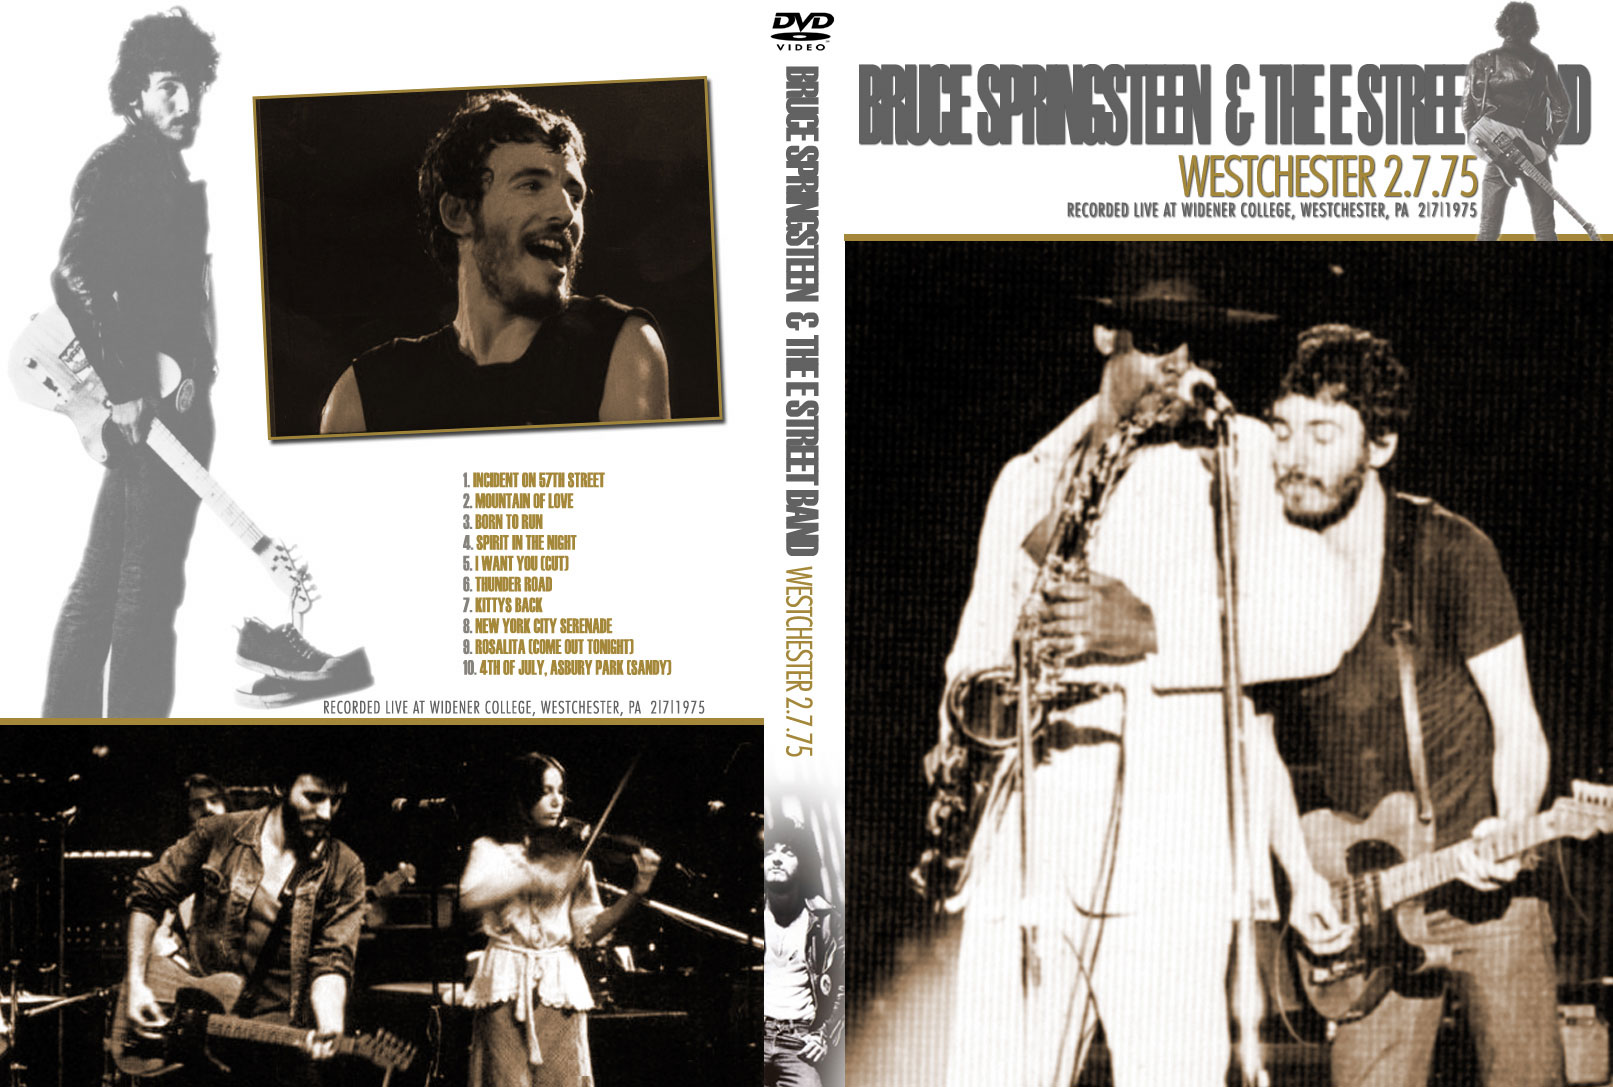 1. INCIDENT ON 57TH STREET
2. MOUNTAIN OF LOVE
3. BORN TO RUN
4. SPIRIT IN THE NIGHT
5. I WANT YOU (CUT)
6. THUNDER ROAD
7. KITTYS BACK
8. NEW YORK CITY SERENADE
9. ROSALITA (COME OUT TONIGHT)
10. 4TH OF JULY, ASBURY PARK (SANDY)
RECORDED LIVE AT WIDENER COLLEGE, WESTCHESTER, PA 2|7|1975
DVD
VIDEO
BRUCE SPRINGSTEEN & THE E STREET BAND WESTCHESTER 2.7.75
BRUCE SPRINGSTEEN & THE E STREE ND
WESTCHESTER 2.7.75
RECORDED LIVE AT WIDENER COLLEGE, WESTCHESTER, PA 2|7|1975